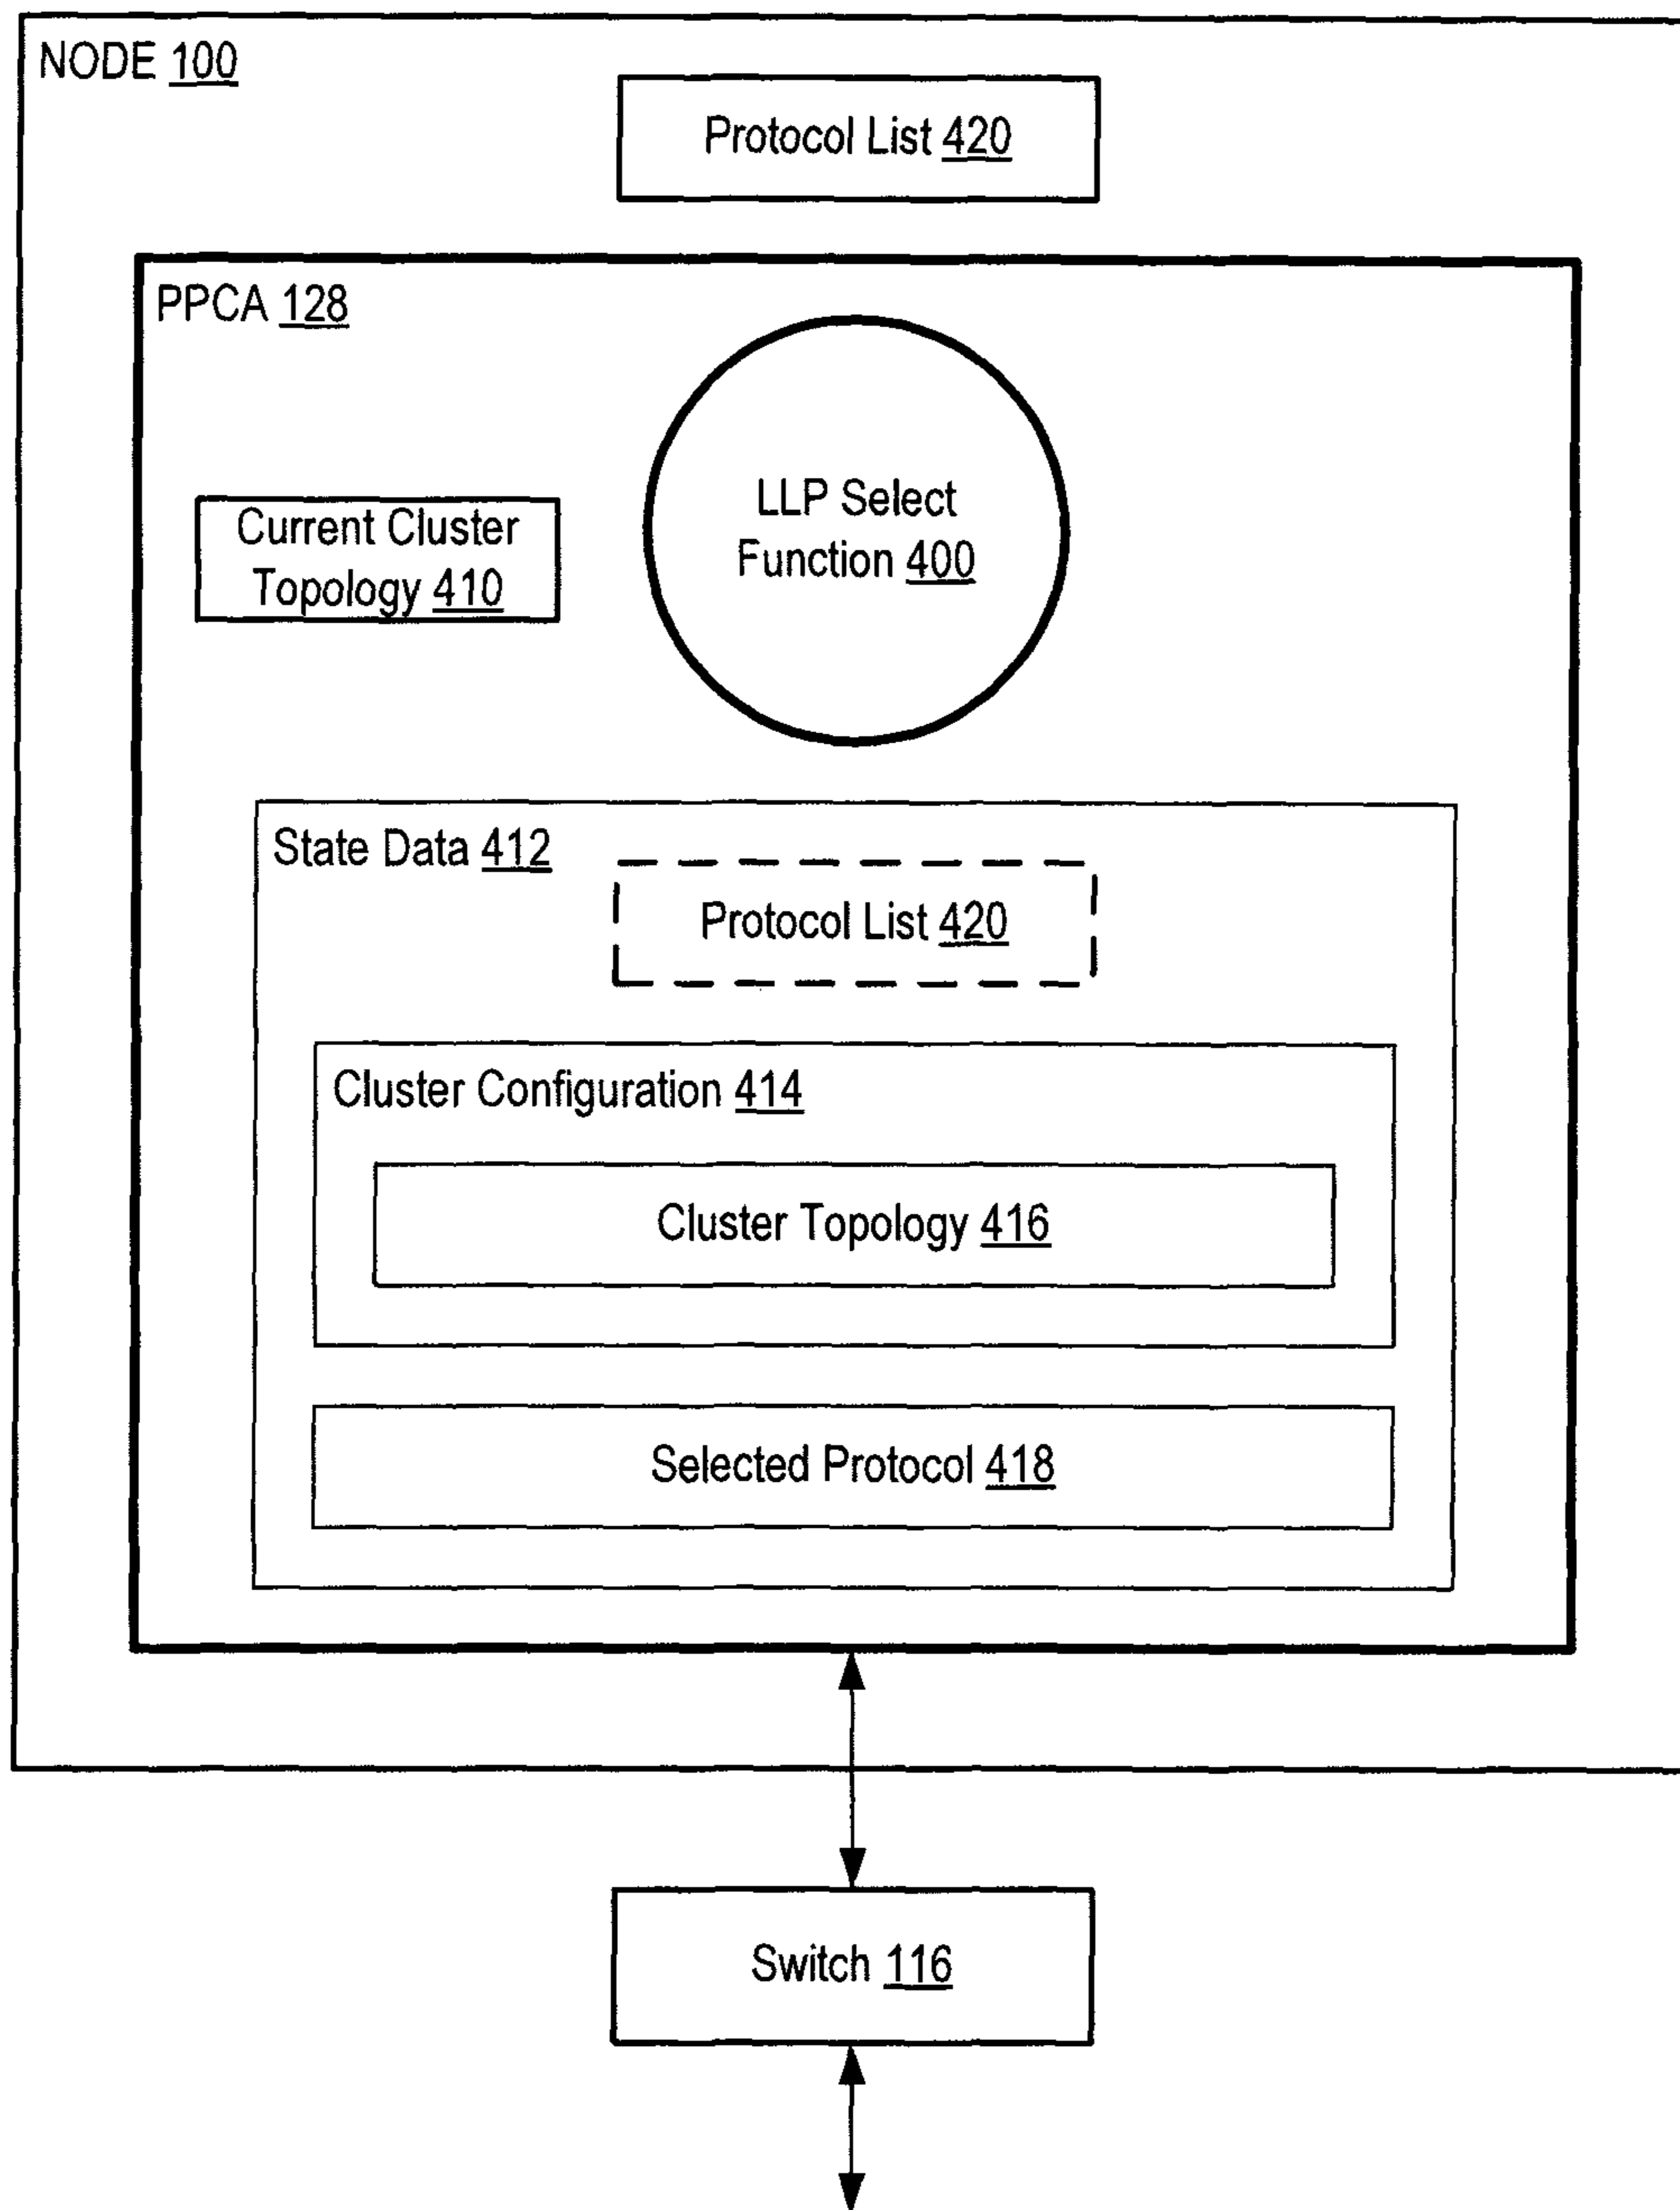 NODE 100
Protocol List 420
PPCA 128
LLP Select
Function 400
Current Cluster
Topology 410
State Data 412
Protocol List 420
Cluster Configuration 414
Cluster Topology 416
Selected Protocol 418
Switch 116